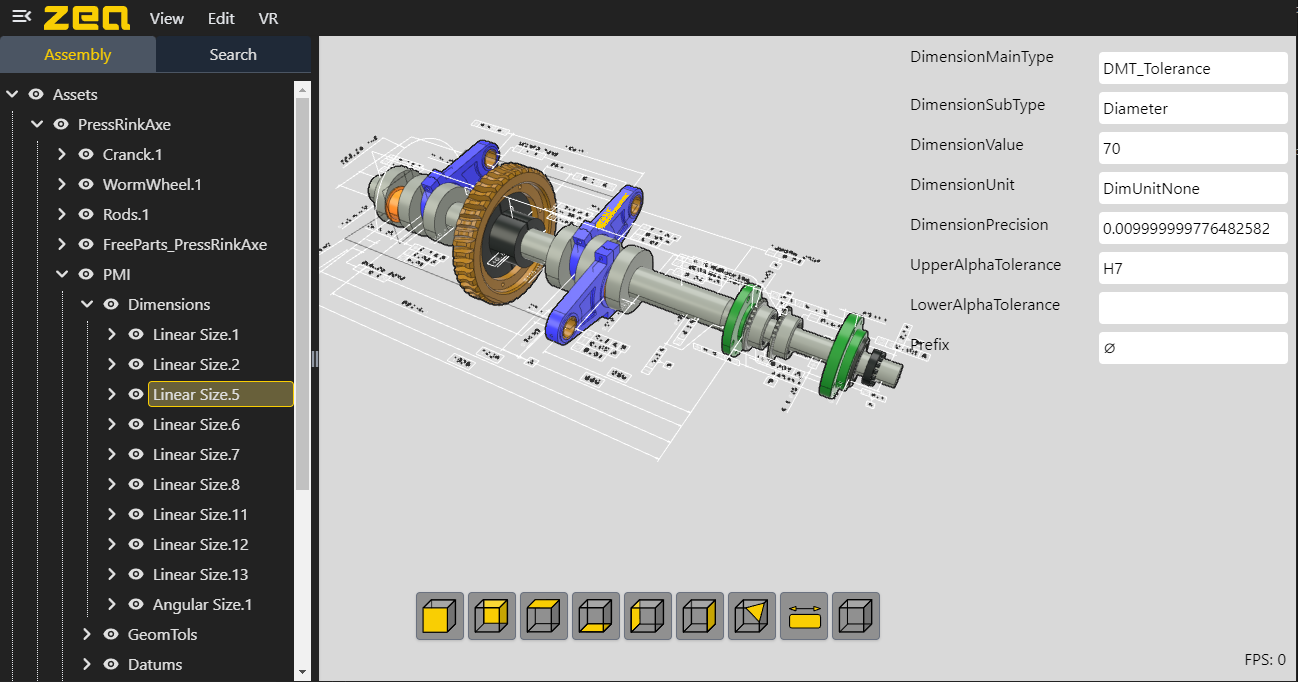 zea View Edit VR
Assembly Search
Assets
PressRinkAxe
Cranck.1
WormWheel.1
Rods.1
FreeParts_PressRinkAxe
PMI
Dimensions
Linear Size.1
Linear Size.2
Linear Size.5
Linear Size.6
Linear Size.7
Linear Size.8
Linear Size.11
Linear Size.12
Linear Size.13
Angular Size.1
GeomTols
Datums
DimensionMainType DMT_Tolerance
DimensionSubType Diameter
DimensionValue 70
DimensionUnit DimUnitNone
DimensionPrecision 0.009999999776482582
UpperAlphaTolerance H7
LowerAlphaTolerance
Prefix ∅
FPS: 0